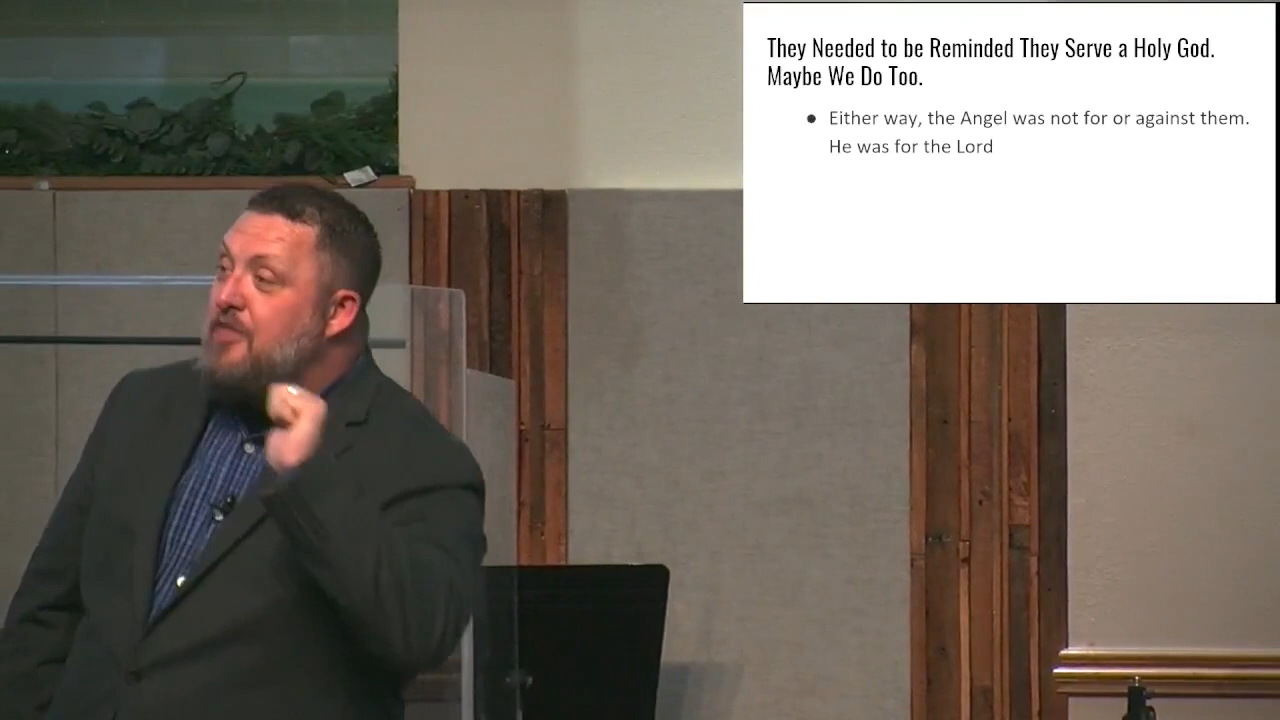 They Needed to be Reminded They Serve a Holy God.
Maybe We Do Too.
● Either way, the Angel was not for or against them.
He was for the Lord